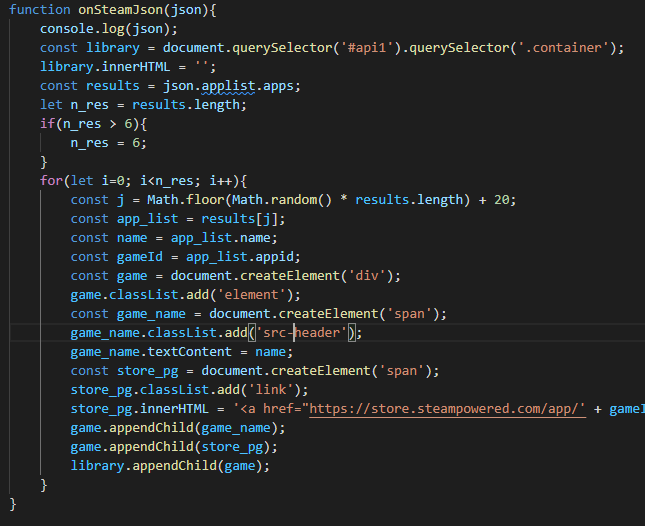 function onSteamJson(json){
    console.log(json);
    const library = document.querySelector('#api1').querySelector('.container');
    library.innerHTML = '';
    const results = json.applist.apps;
    let n_res = results.length;
    if(n_res > 6){
        n_res = 6;
    }
    for(let i=0; i<n_res; i++){
        const j = Math.floor(Math.random() * results.length) + 20;
        const app_list = results[j];
        const name = app_list.name;
        const gameId = app_list.appid;
        const game = document.createElement('div');
        game.classList.add('element');
        const game_name = document.createElement('span');
        game_name.classList.add('src-header');
        game_name.textContent = name;
        const store_pg = document.createElement('span');
        store_pg.classList.add('link');
        store_pg.innerHTML = '<a href="https://store.steampowered.com/app/' + gameI
        game.appendChild(game_name);
        game.appendChild(store_pg);
        library.appendChild(game);
    }
}